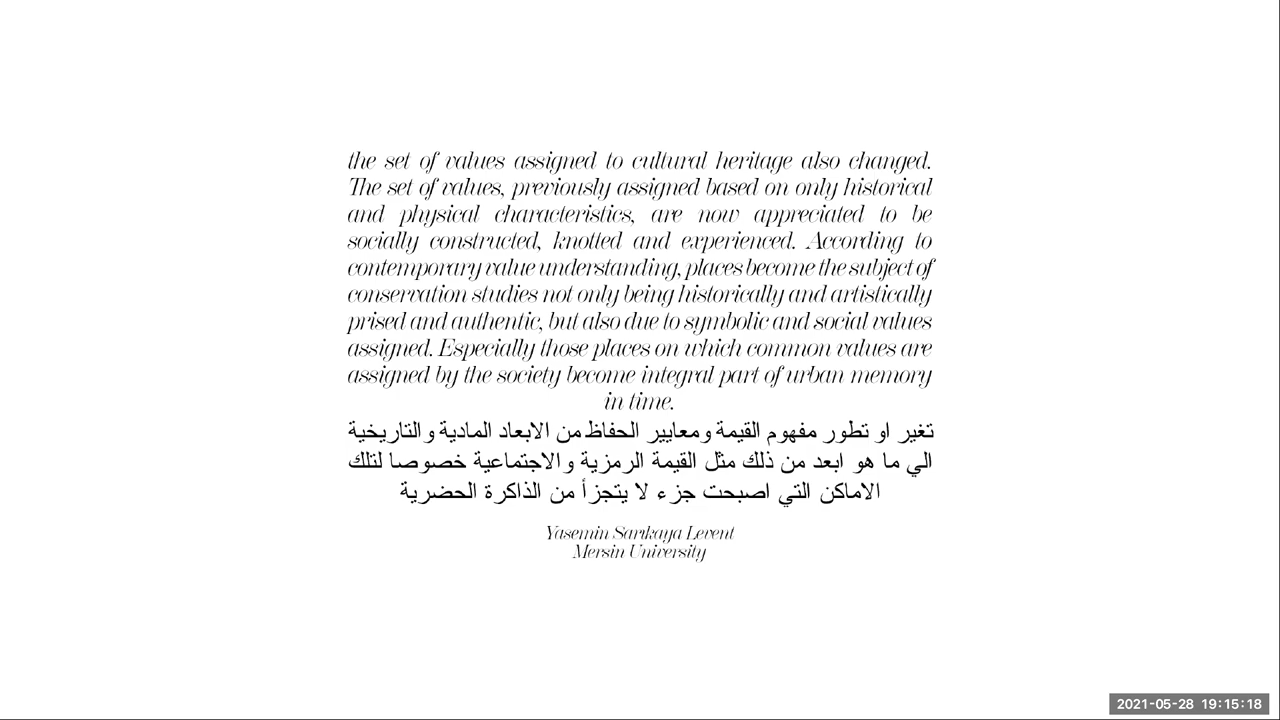 the set of values assigned to cultural heritage also changed.
The set of values, previously assigned based on only historical
and physical characteristics, are now appreciated to be
socially constructed, knotted and experienced. According to
contemporary value understanding, places become the subject of
conservation studies not only being historically and artistically
prised and authentic, but also due to symbolic and social values
assigned. Especially those places on which common values are
assigned by the society become integral part of urban memory
in time.
تغير او تطور مفهوم القيمة ومعايير الحفاظ من الابعاد المادية والتاريخية
الي ما هو ابعد من ذلك مثل القيمة الرمزية والاجتماعية خصوصا لتلك
الاماكن التي اصبحت جزء لا يتجزأ من الذاكرة الحضرية
Yasemin Sarıkaya Levent
Mersin University
2021-05-28 19:15:18